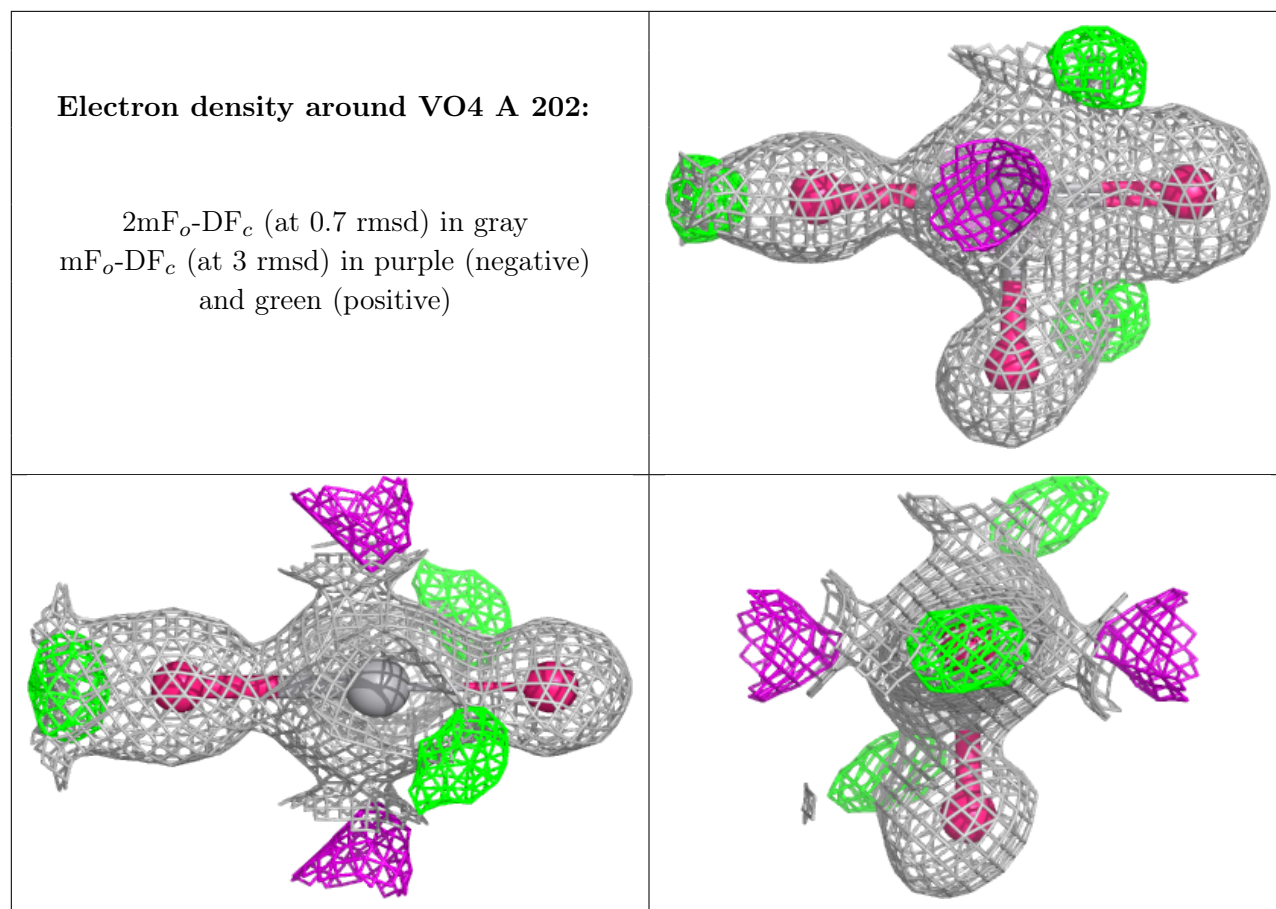 Electron density around VO4 A 202:
2mFo-DFc (at 0.7 rmsd) in gray
mFo-DFc (at 3 rmsd) in purple (negative)
and green (positive)